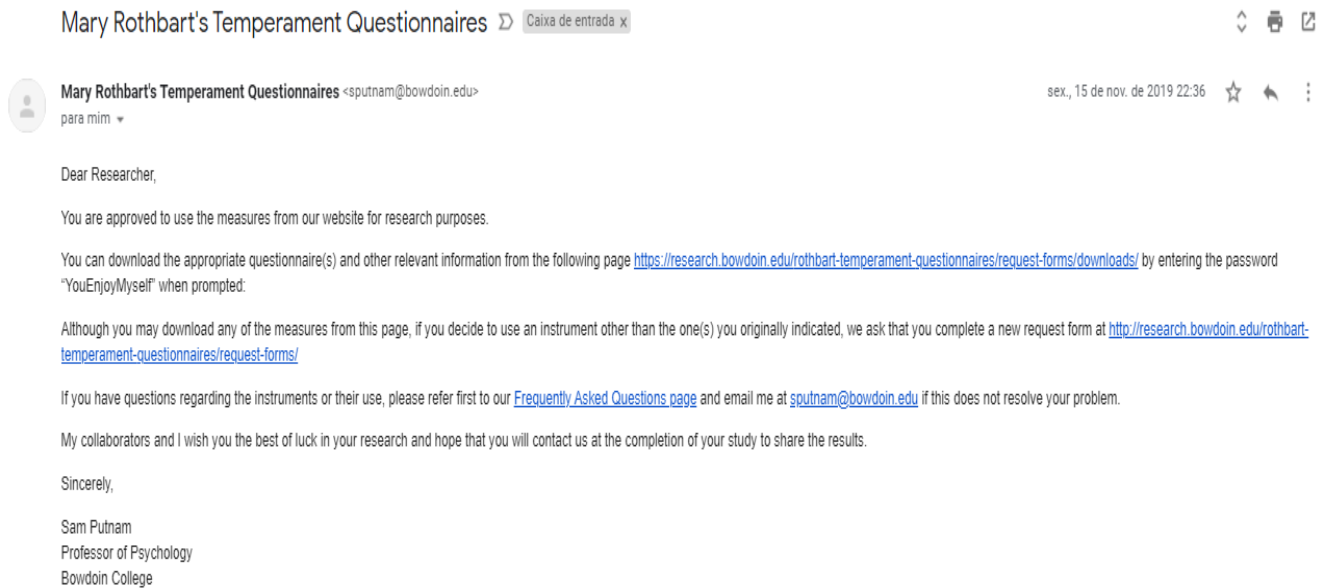 Mary Rothbart's Temperament Questionnaires Caixa de entrada x
Mary Rothbart's Temperament Questionnaires <sputnam@bowdoin.edu> sex., 15 de nov. de 2019 22:36
para mim
Dear Researcher,
You are approved to use the measures from our website for research purposes.
You can download the appropriate questionnaire(s) and other relevant information from the following page https://research.bowdoin.edu/rothbart-temperament-questionnaires/request-forms/downloads/ by entering the password
“YouEnjoyMyself” when prompted:
Although you may download any of the measures from this page, if you decide to use an instrument other than the one(s) you originally indicated, we ask that you complete a new request form at http://research.bowdoin.edu/rothbart-
temperament-questionnaires/request-forms/
If you have questions regarding the instruments or their use, please refer first to our Frequently Asked Questions page and email me at sputnam@bowdoin.edu if this does not resolve your problem.
My collaborators and I wish you the best of luck in your research and hope that you will contact us at the completion of your study to share the results.
Sincerely,
Sam Putnam
Professor of Psychology
Bowdoin College